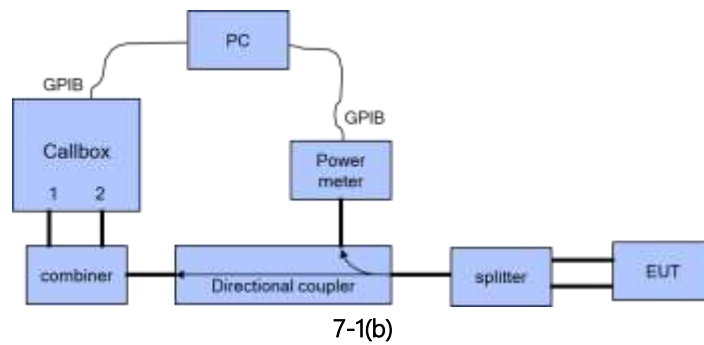 PC
GPIB
GPIB
Callbox
1 2
Power
meter
combiner
Directional coupler
splitter
EUT
7-1(b)